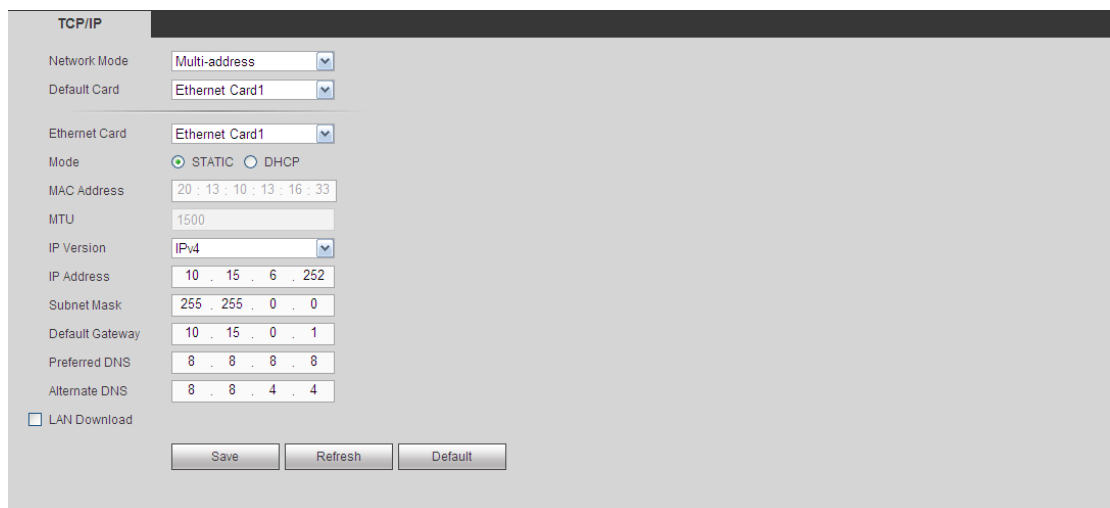 TCP/IP
Network Mode Multi-address
Default Card Ethernet Card1
Ethernet Card Ethernet Card1
Mode STATIC DHCP
MAC Address 20 : 13 : 10 : 13 : 16 : 33
MTU 1500
IP Version IPv4
IP Address 10 . 15 . 6 . 252
Subnet Mask 255 . 255 . 0 . 0
Default Gateway 10 . 15 . 0 . 1
Preferred DNS 8 . 8 . 8 . 8
Alternate DNS 8 . 8 . 4 . 4
LAN Download
Save Refresh Default